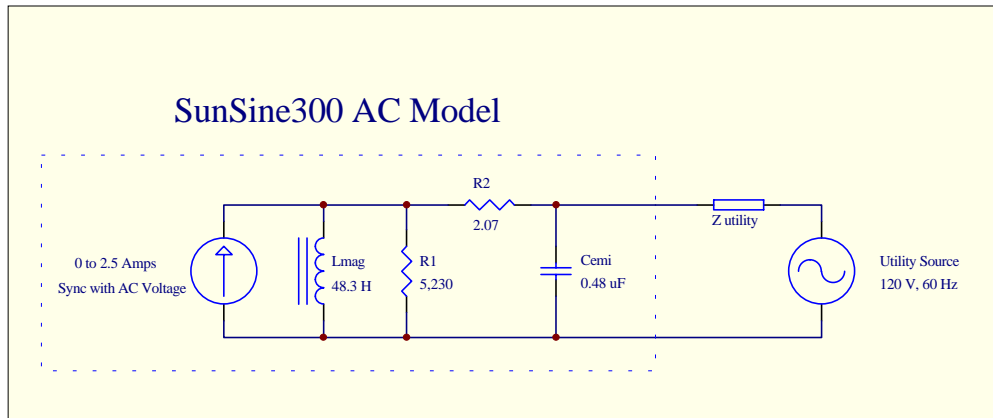 SunSine300 AC Model
R2
2.07
Z utility
0 to 2.5 Amps
Sync with AC Voltage
Lmag
48.3 H
R1
5,230
Cemi
0.48 uF
Utility Source
120 V, 60 Hz